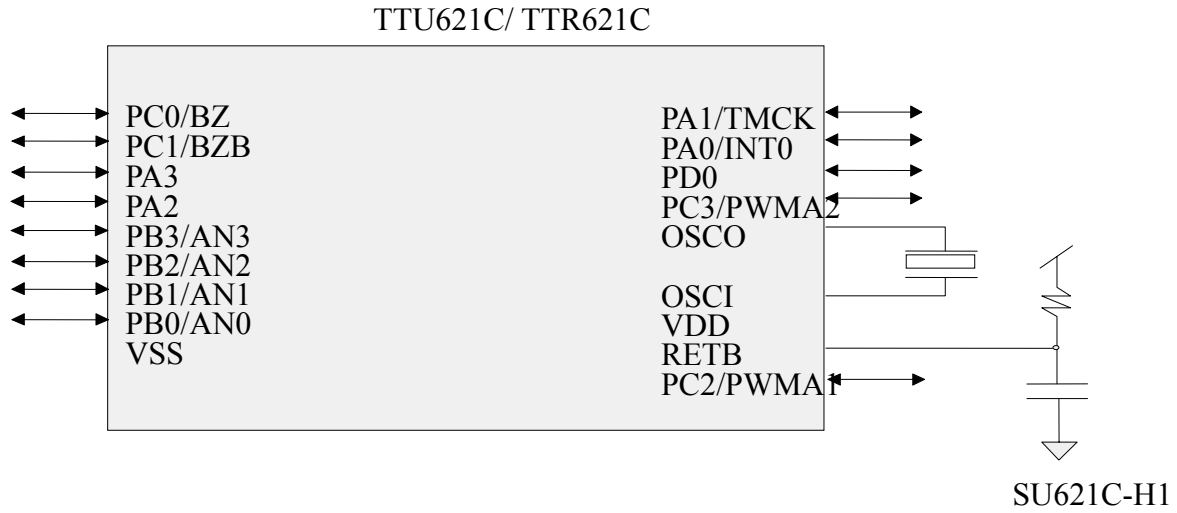 TTU621C/ TTR621C
PC0/BZ
PC1/BZB
PA3
PA2
PB3/AN3
PB2/AN2
PB1/AN1
PB0/AN0
VSS
PA1/TMCK
PA0/INT0
PD0
PC3/PWMA2
OSCO
OSCI
VDD
RETB
PC2/PWMA1
SU621C-H1